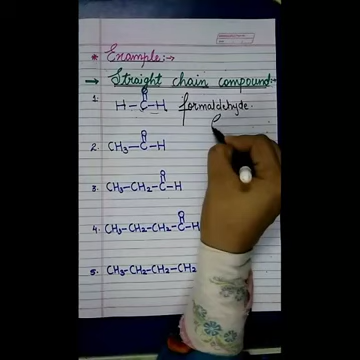 * Example :→
→ Straight chain compound:→
1. H – C – H formaldehyde.
O
2. CH₃ – C – H
O
3. CH₃ – CH₂ – C – H
O
4. CH₃ – CH₂ – CH₂ – C – H
O
5. CH₃ – CH₂ – CH₂ – CH₂